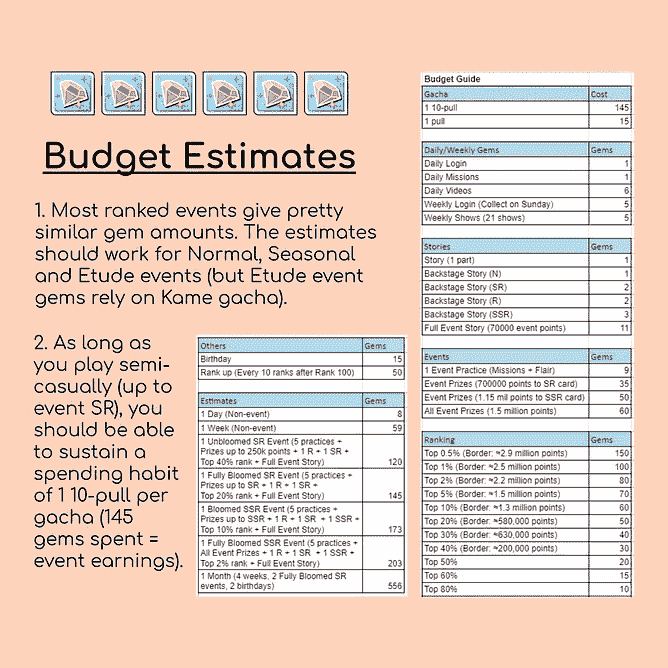 Budget Estimates
1. Most ranked events give pretty
similar gem amounts. The estimates
should work for Normal, Seasonal
and Etude events (but Etude event
gems rely on Kame gacha).
2. As long as
you play semi-
casually (up to
event SR), you
should be able
to sustain a
spending habit
of 1 10-pull per
gacha (145
gems spent =
event earnings).
Others Gems
Birthday 15
Rank up (Every 10 ranks after Rank 100) 50
Estimates Gems
1 Day (Non-event) 8
1 Week (Non-event) 59
1 Unbloomed SR Event (5 practices +
Prizes up to 250k points + 1 R + 1 SR +
Top 40% rank + Full Event Story) 120
1 Fully Bloomed SR Event (5 practices +
Prizes up to SR + 1 R + 1 SR +
Top 20% rank + Full Event Story) 145
1 Bloomed SSR Event (5 practices +
Prizes up to SSR + 1 R + 1 SR + 1 SSR +
Top 10% rank + Full Event Story) 173
1 Fully Bloomed SSR Event (5 practices +
All Event Prizes + 1 R + 1 SR + 1 SSR +
Top 2% rank + Full Event Story) 203
1 Month (4 weeks, 2 Fully Bloomed SR
events, 2 birthdays) 556
Budget Guide
Gacha Cost
1 10-pull 145
1 pull 15
Daily/Weekly Gems Gems
Daily Login 1
Daily Missions 1
Daily Videos 6
Weekly Login (Collect on Sunday) 5
Weekly Shows (21 shows) 5
Stories Gems
Story (1 part) 1
Backstage Story (N) 1
Backstage Story (SR) 2
Backstage Story (R) 2
Backstage Story (SSR) 3
Full Event Story (70000 event points) 11
Events Gems
1 Event Practice (Missions + Flair) 9
Event Prizes (700000 points to SR card) 35
Event Prizes (1.15 mil points to SSR card) 50
All Event Prizes (1.5 million points) 60
Ranking Gems
Top 0.5% (Border: ≈2.9 million points) 150
Top 1% (Border: ≈2.5 million points) 100
Top 2% (Border: ≈2.2 million points) 80
Top 5% (Border: ≈1.5 million points) 70
Top 10% (Border: ≈1.3 million points) 60
Top 20% (Border: ≈580,000 points) 50
Top 30% (Border: ≈630,000 points) 40
Top 40% (Border: ≈200,000 points) 30
Top 50% 20
Top 60% 15
Top 80% 10